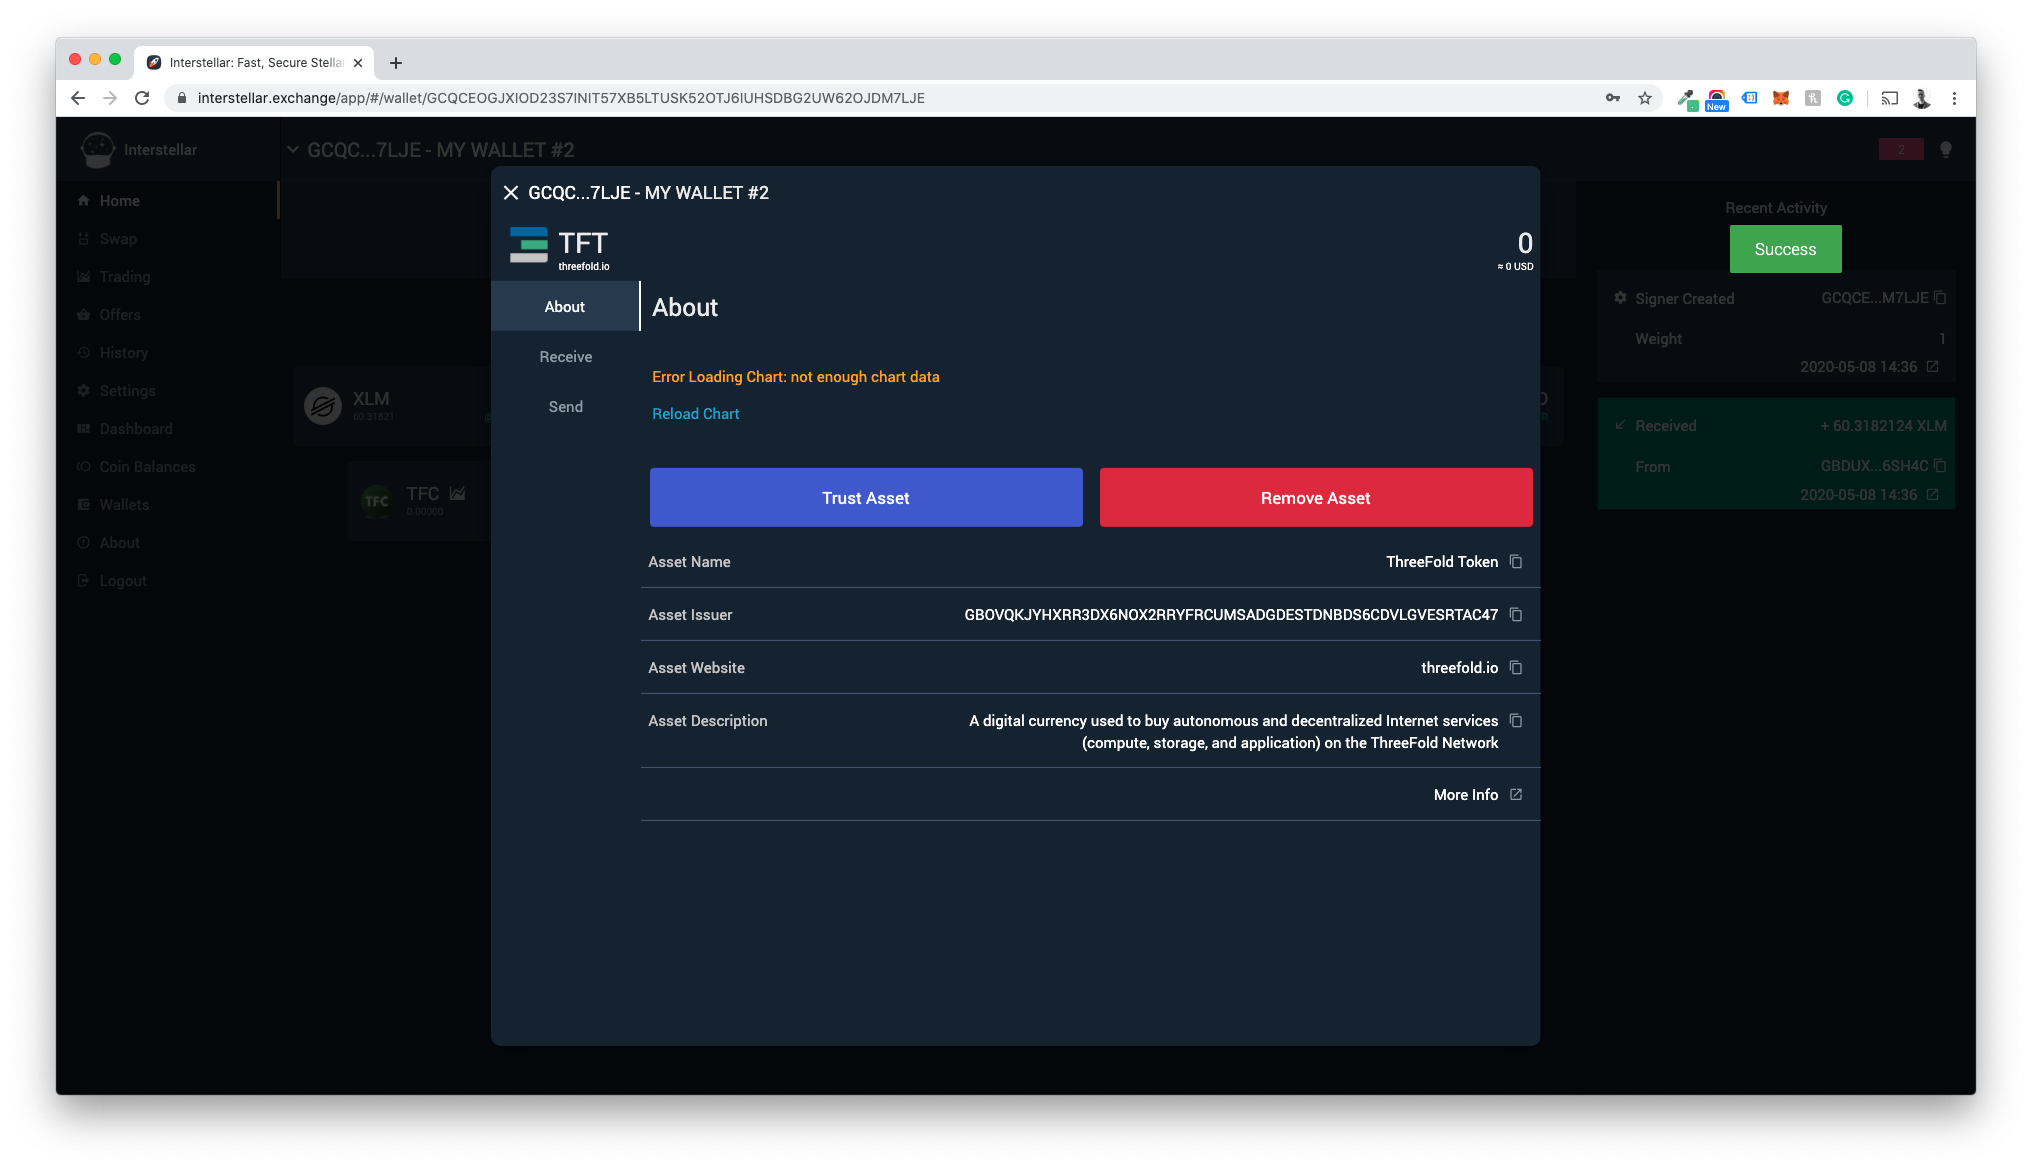 Interstellar: Fast, Secure Stella
interstellar.exchange/app/#/wallet/GCQCEOGJXIOD23S7INIT57XB5LTUSK52OTJ6IUHSDBG2UW62OJDM7LJE
New
Interstellar
GCQC...7LJE - MY WALLET #2
2
Home
Swap
Trading
Offers
History
Settings
Dashboard
Coin Balances
Wallets
About
Logout
XLM
60.31821
TFC
TFC
0.00000
GCQC...7LJE - MY WALLET #2
TFT
threefold.io
0
≈ 0 USD
About
Receive
Send
About
Error Loading Chart: not enough chart data
Reload Chart
Trust Asset
Remove Asset
Asset Name
ThreeFold Token
Asset Issuer
GBOVQKJYHXRR3DX6NOX2RRYFRCUMSADGDESTDNBDS6CDVLGVESRTAC47
Asset Website
threefold.io
Asset Description
A digital currency used to buy autonomous and decentralized Internet services
(compute, storage, and application) on the ThreeFold Network
More Info
Recent Activity
Success
Signer Created
GCQCE...M7LJE
Weight
1
2020-05-08 14:36
Received
+ 60.3182124 XLM
From
GBDUX...6SH4C
2020-05-08 14:36